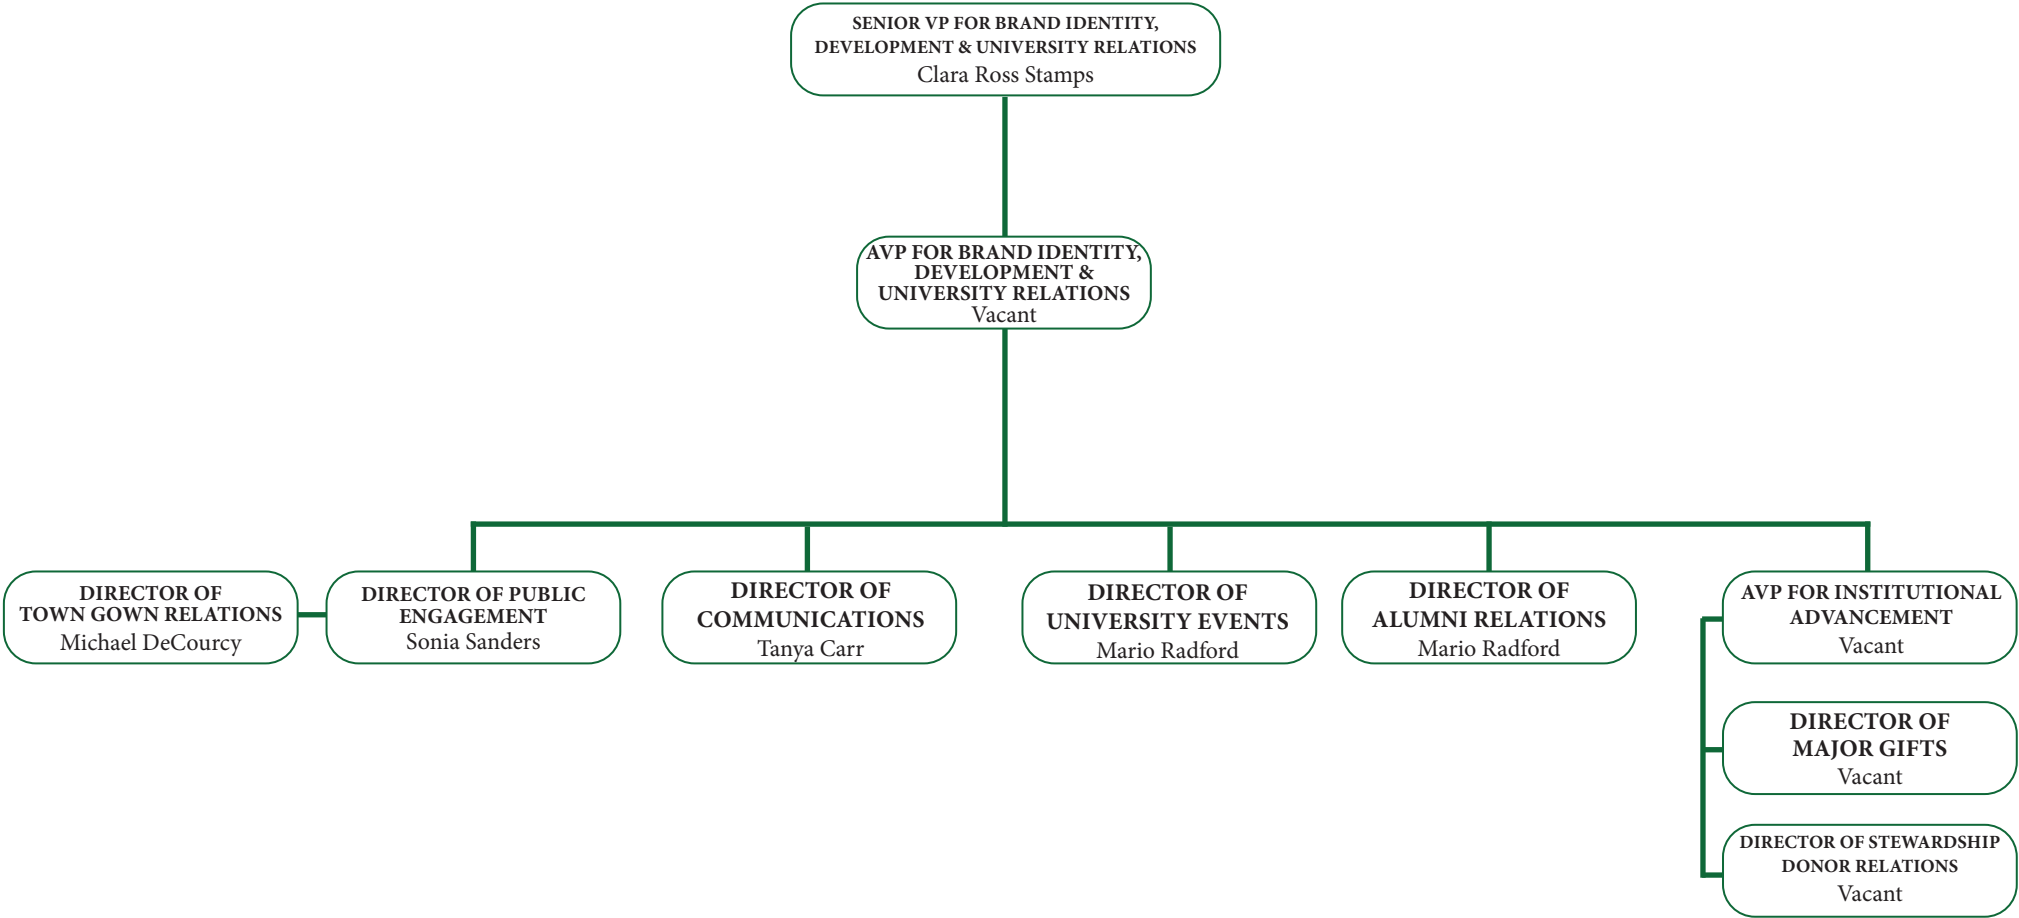 SENIOR VP FOR BRAND IDENTITY,
DEVELOPMENT & UNIVERSITY RELATIONS
Clara Ross Stamps
AVP FOR BRAND IDENTITY,
DEVELOPMENT &
UNIVERSITY RELATIONS
Vacant
DIRECTOR OF
TOWN GOWN RELATIONS
Michael DeCourcy
DIRECTOR OF PUBLIC
ENGAGEMENT
Sonia Sanders
DIRECTOR OF
COMMUNICATIONS
Tanya Carr
DIRECTOR OF
UNIVERSITY EVENTS
Mario Radford
DIRECTOR OF
ALUMNI RELATIONS
Mario Radford
AVP FOR INSTITUTIONAL
ADVANCEMENT
Vacant
DIRECTOR OF
MAJOR GIFTS
Vacant
DIRECTOR OF STEWARDSHIP
DONOR RELATIONS
Vacant